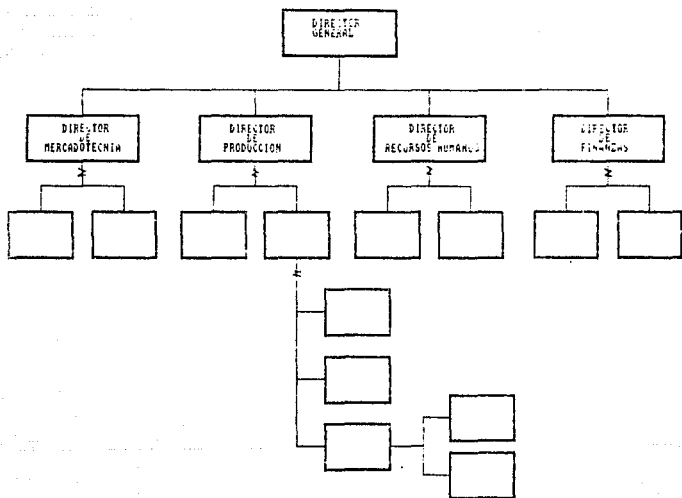 DIRECTOR
GENERAL
DIRECTOR
DE
MERCADOTECNIA
DIRECTOR
DE
PRODUCCION
DIRECTOR
DE
RECURSOS HUMANOS
DIRECTOR
DE
FINANZAS